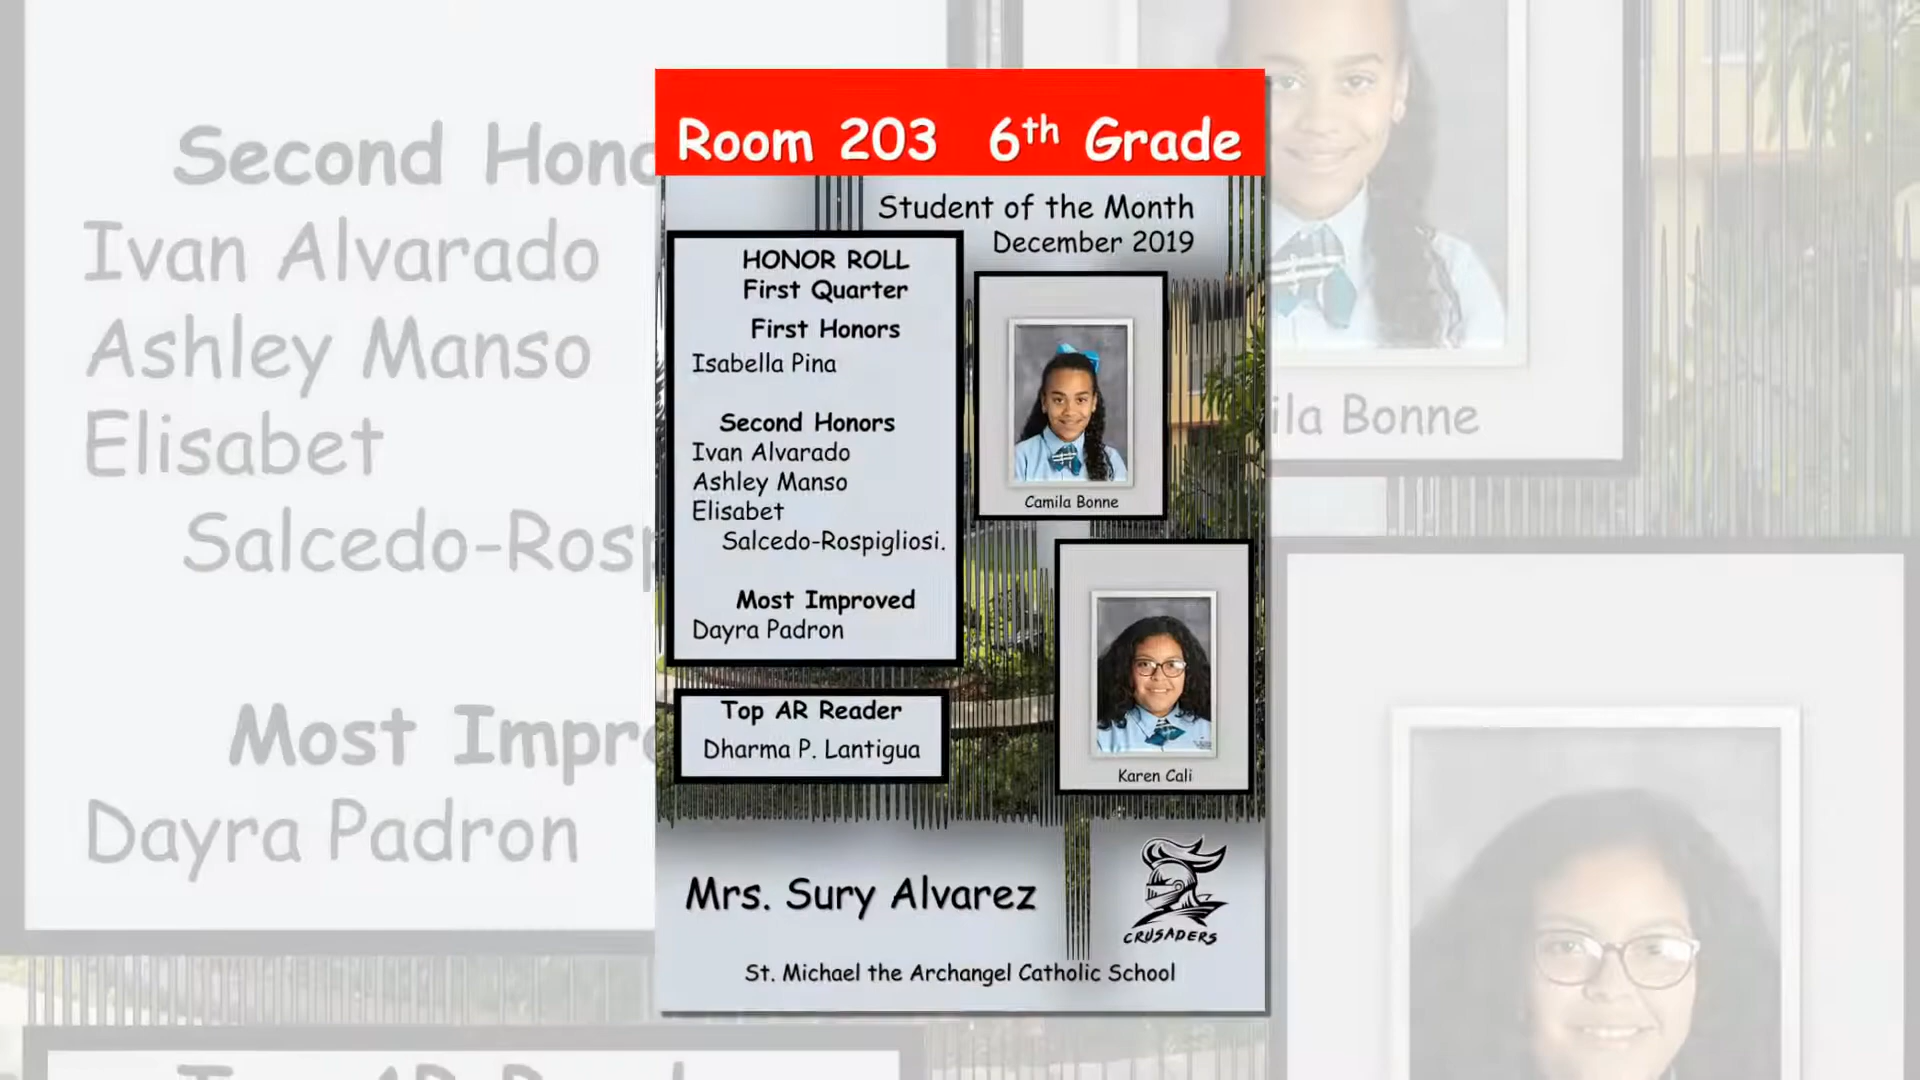 Room 203 6th Grade
Student of the Month
December 2019
HONOR ROLL
First Quarter
First Honors
Isabella Pina
Second Honors
Ivan Alvarado
Ashley Manso
Elisabet
Salcedo-Rospigliosi.
Most Improved
Dayra Padron
Top AR Reader
Dharma P. Lantigua
Camila Bonne
Karen Cali
Mrs. Sury Alvarez
CRUSADERS
St. Michael the Archangel Catholic School
Second Hono
Ivan Alvarado
Ashley Manso
Elisabet
Salcedo-Rosp
Most Impro
Dayra Padron
ila Bonne